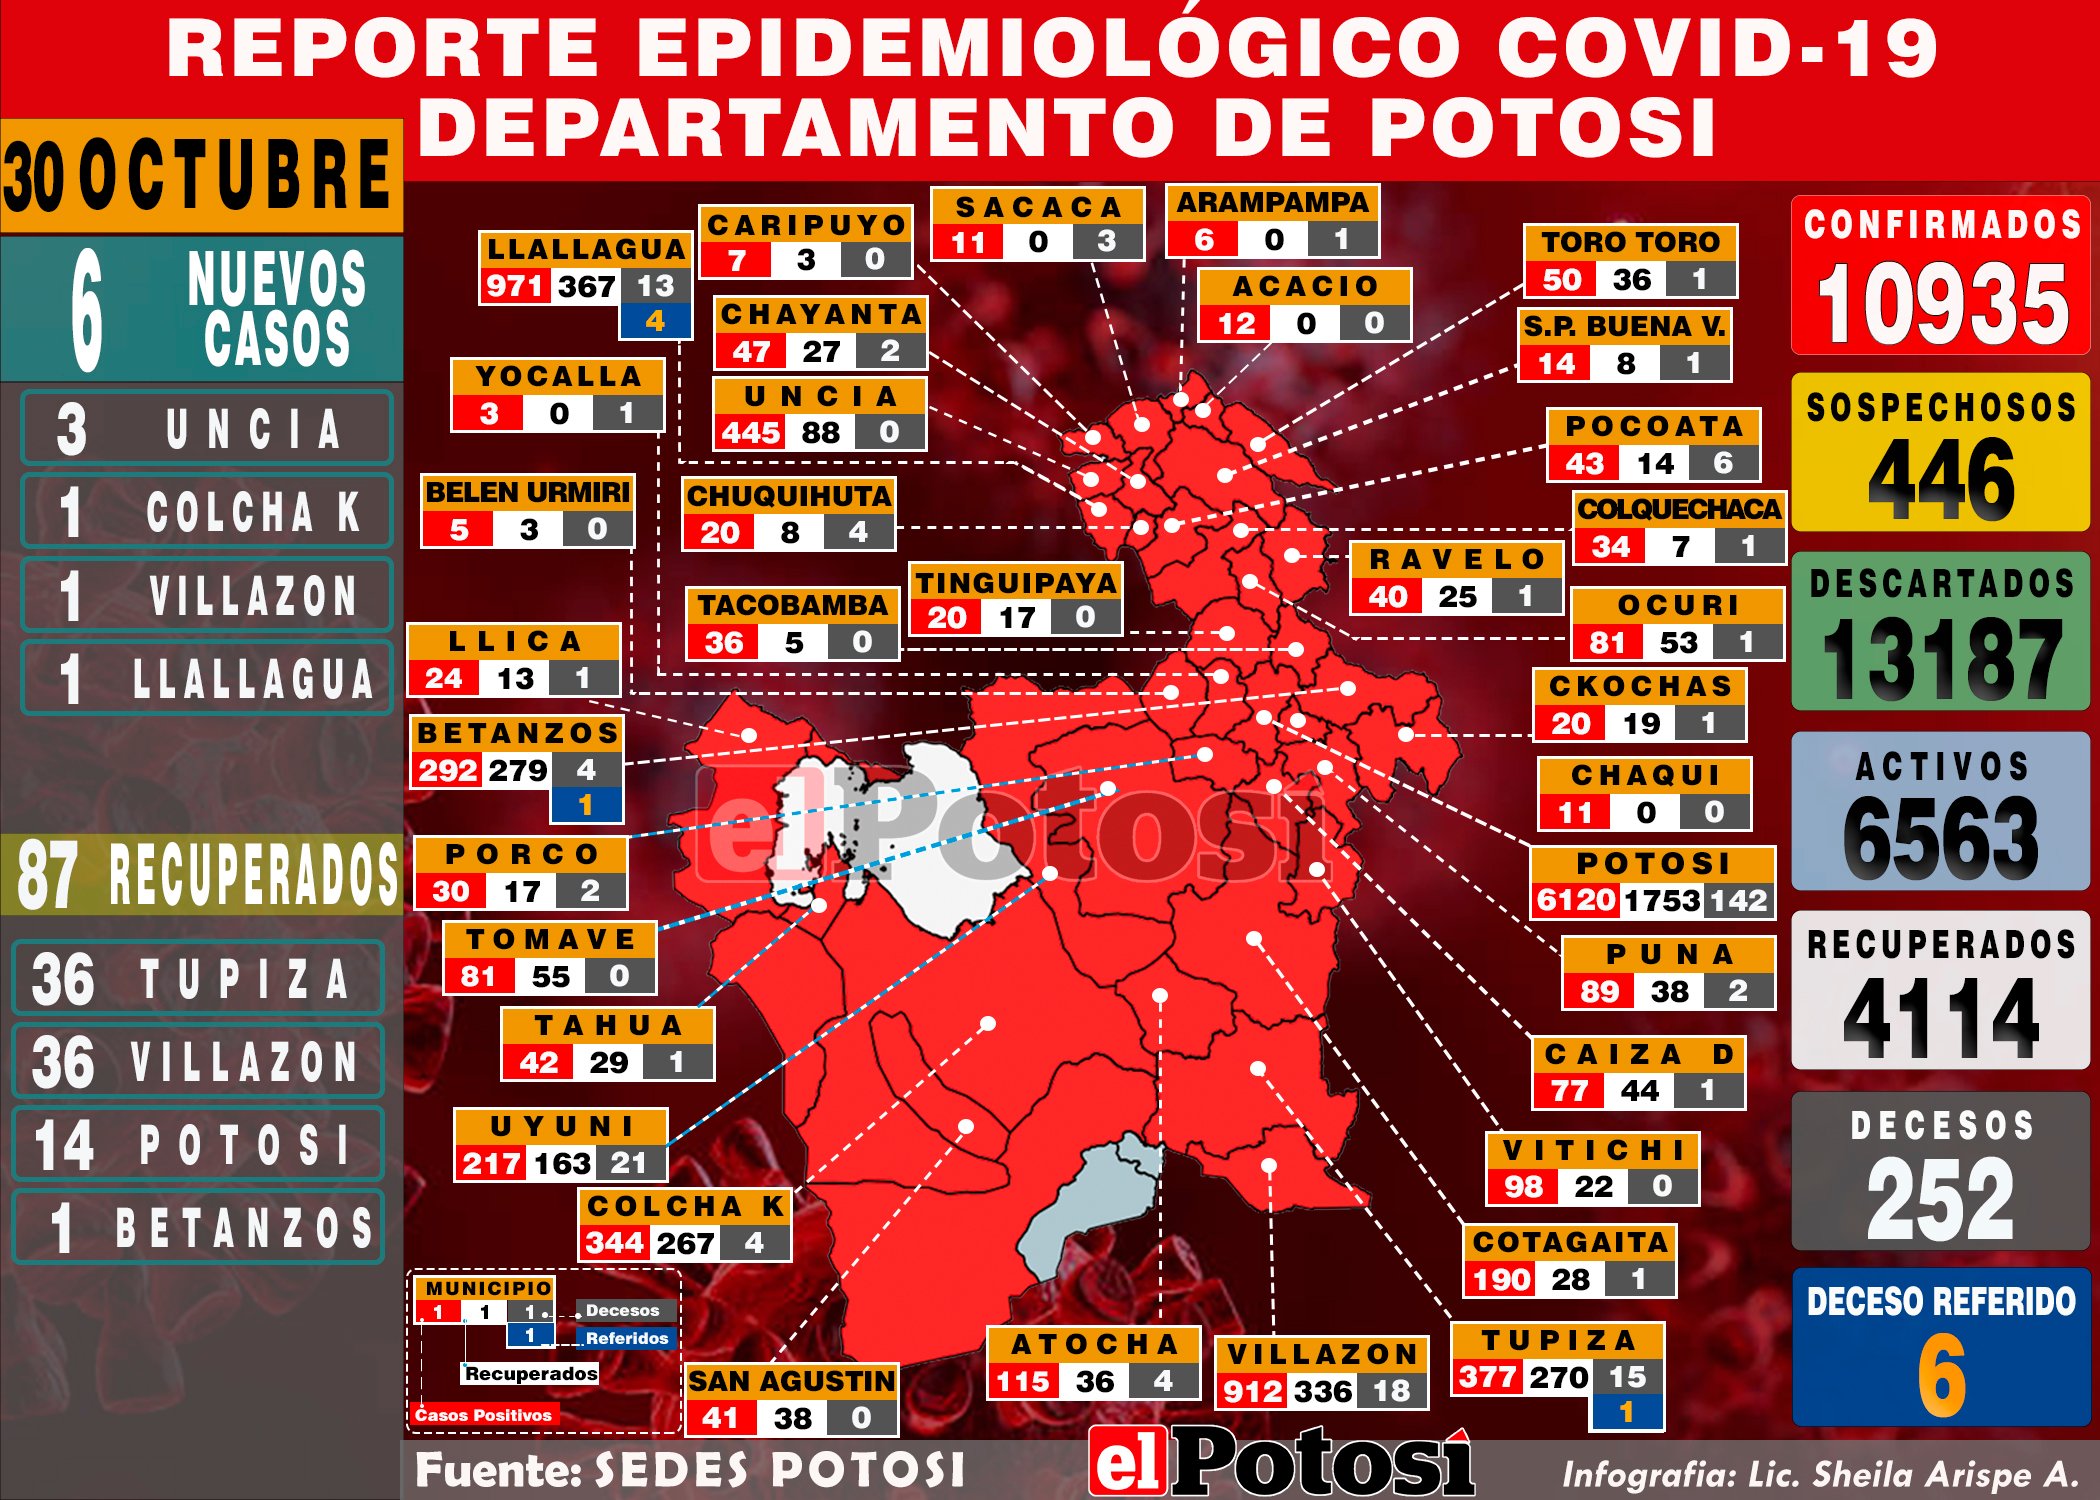 REPORTE EPIDEMIOLÓGICO COVID-19
DEPARTAMENTO DE POTOSI
30 OCTUBRE
6 NUEVOS CASOS
3 UNCIA
1 COLCHA K
1 VILLAZON
1 LLALLAGUA
87 RECUPERADOS
36 TUPIZA
36 VILLAZON
14 POTOSI
1 BETANZOS
LLALLAGUA
971 367 13
4
CARIPUYO
7 3 0
SACACA
11 0 3
ARAMPAMPA
6 0 1
ACACIO
12 0 0
TORO TORO
50 36 1
CHAYANTA
47 27 2
S.P. BUENA V.
14 8 1
YOCALLA
3 0 1
UNCIA
445 88 0
POCOATA
43 14 6
BELEN URMIRI
5 3 0
CHUQUIHUTA
20 8 4
COLQUECHACA
34 7 1
RAVELO
40 25 1
TINGUIPAYA
20 17 0
TACOBAMBA
36 5 0
OCURI
81 53 1
LLICA
24 13 1
CKOCHAS
20 19 1
BETANZOS
292 279 4
1
CHAQUI
11 0 0
PORCO
30 17 2
POTOSI
6120 1753 142
TOMAVE
81 55 0
PUNA
89 38 2
TAHUA
42 29 1
CAIZA D
77 44 1
UYUNI
217 163 21
VITICHI
98 22 0
COLCHA K
344 267 4
COTAGAITA
190 28 1
SAN AGUSTIN
41 38 0
ATOCHA
115 36 4
VILLAZON
912 336 18
TUPIZA
377 270 15
1
el Potosí
MUNICIPIO
1 1 1 Decesos
1 Referidos
Recuperados
Casos Positivos
CONFIRMADOS
10935
SOSPECHOSOS
446
DESCARTADOS
13187
ACTIVOS
6563
RECUPERADOS
4114
DECESOS
252
DECESO REFERIDO
6
Fuente: SEDES POTOSI
el Potosí
Infografia: Lic. Sheila Arispe A.